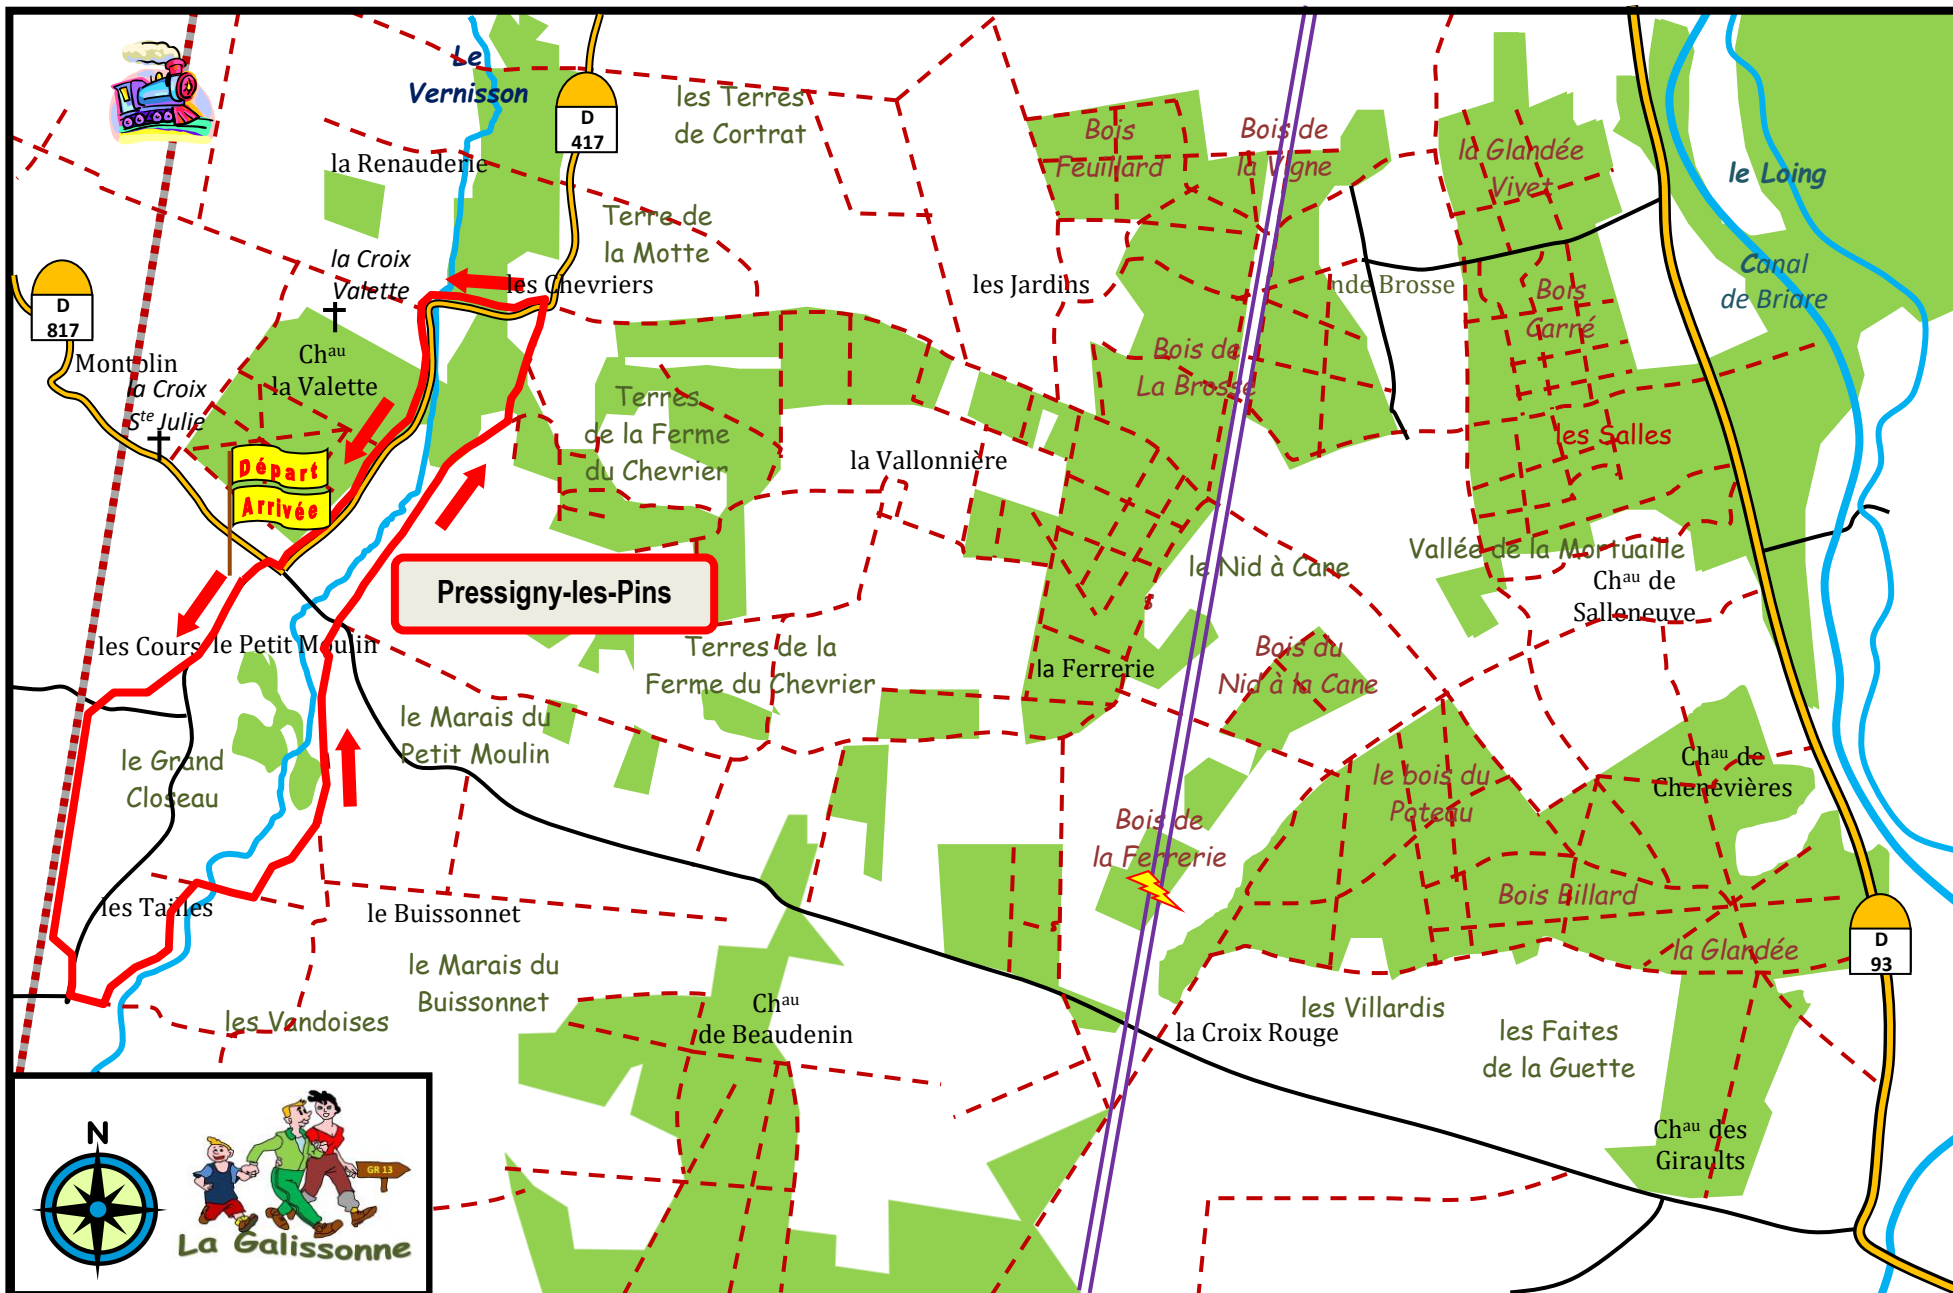 Le
Vernisson
D
417
les Terres
de Cortrat
la Renauderie
Terre de
la Motte
la Croix
Valette
les Chevriers
Bois
Feuillard
Bois de
la Vigne
la Glandée
Vivet
le Loing
Canal
de Briare
D
817
Montolin
la Croix
Ste Julie
Chau
la Valette
les Jardins
nde Brosse
Bois
Carré
Bois de
La Brosse
Terres
de la Ferme
du Chevrier
la Vallonnière
les Salles
Départ
Arrivée
Pressigny-les-Pins
le Nid à Cane
Vallée de la Mortuaille
Chau de
Salleneuve
s
les Cours
le Petit Moulin
Terres de la
Ferme du Chevrier
la Ferrerie
Bois du
Nid à la Cane
le Marais du
Petit Moulin
le Grand
Closeau
le bois du
Poteau
Chau de
Chenevières
Bois de
la Ferrerie
Bois Billard
les Tailles
le Buissonnet
la Glandée
D
93
s
le Marais du
Buissonnet
les Vandoises
Chau
de Beaudenin
la Croix Rouge
les Villardis
les Faites
de la Guette
Chau des
Giraults
N
GR 13
La Galissonne